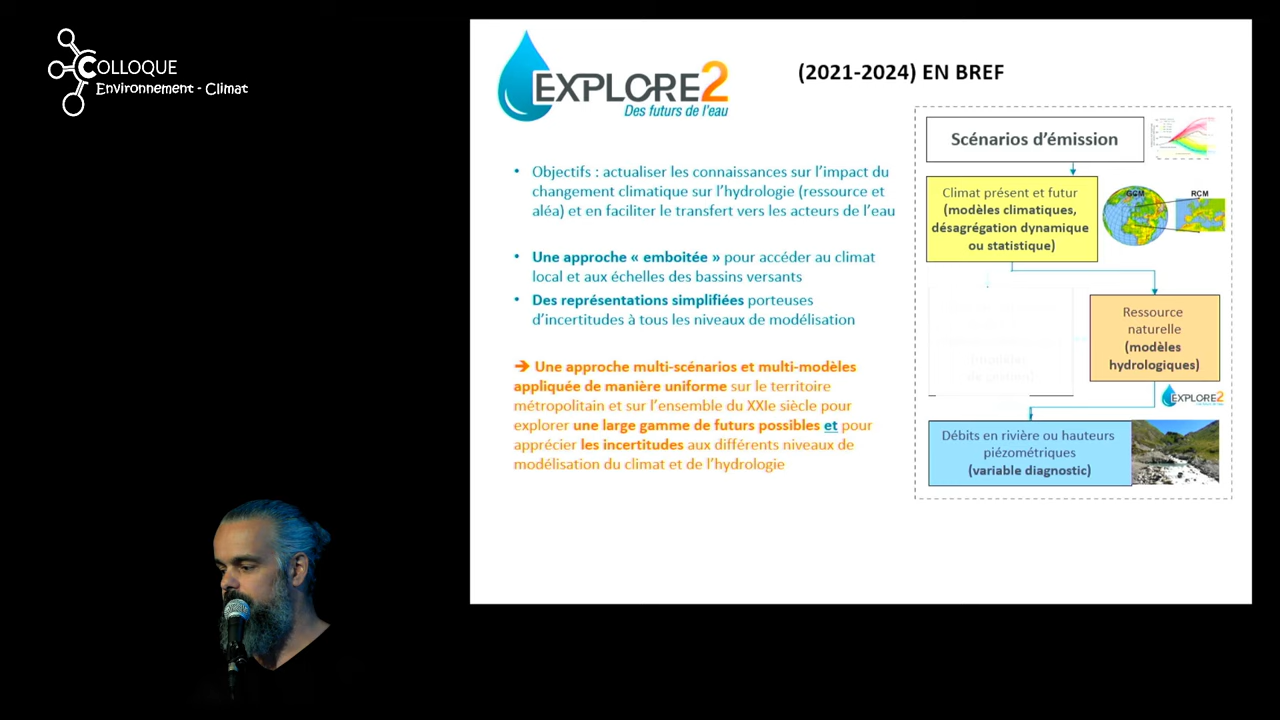 COLLOQUE
Environnement - Climat
EXPLORE2
Des futurs de l'eau
(2021-2024) EN BREF
• Objectifs : actualiser les connaissances sur l'impact du
changement climatique sur l'hydrologie (ressource et
aléa) et en faciliter le transfert vers les acteurs de l'eau
• Une approche « emboitée » pour accéder au climat
local et aux échelles des bassins versants
• Des représentations simplifiées porteuses
d'incertitudes à tous les niveaux de modélisation
➔ Une approche multi-scénarios et multi-modèles
appliquée de manière uniforme sur le territoire
métropolitain et sur l'ensemble du XXIe siècle pour
explorer une large gamme de futurs possibles et pour
apprécier les incertitudes aux différents niveaux de
modélisation du climat et de l'hydrologie
Scénarios d'émission
Climat présent et futur
(modèles climatiques,
désagrégation dynamique
ou statistique)
GCM
RCM
Ressource
naturelle
(modèles
hydrologiques)
EXPLORE2
Débits en rivière ou hauteurs
piézométriques
(variable diagnostic)